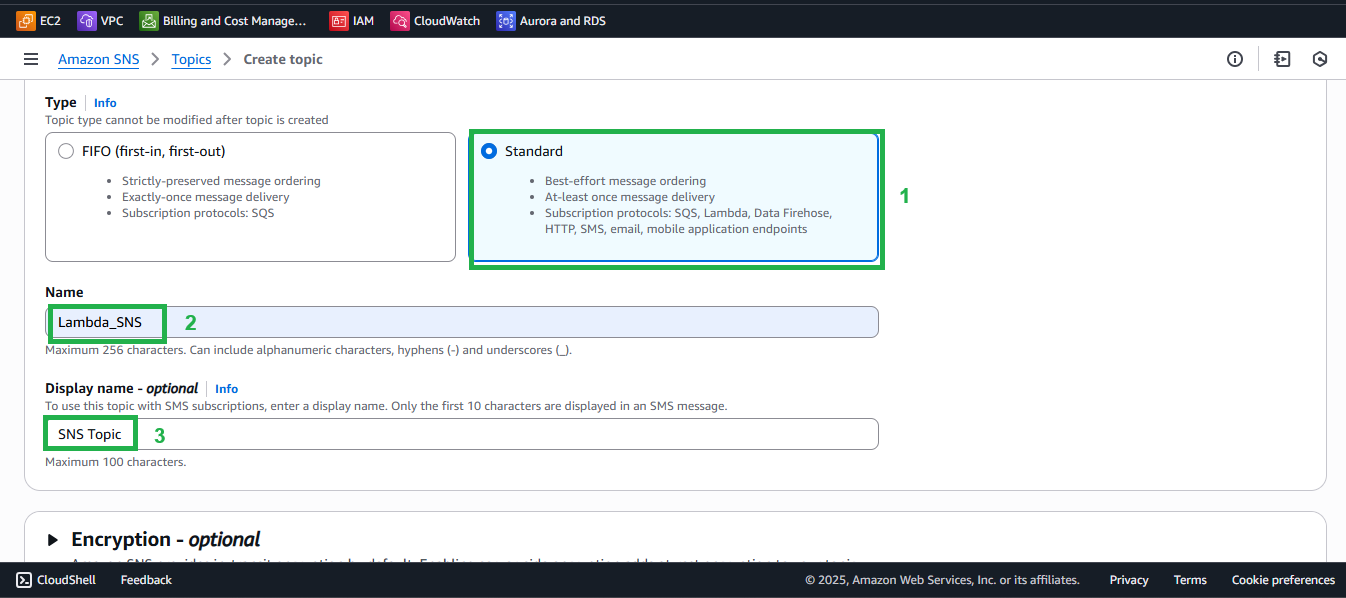 EC2 VPC Billing and Cost Manage... IAM CloudWatch Aurora and RDS
Amazon SNS Topics Create topic
Type Info
Topic type cannot be modified after topic is created
FIFO (first-in, first-out)
Strictly-preserved message ordering
Exactly-once message delivery
Subscription protocols: SQS
Standard
Best-effort message ordering
At-least once message delivery
Subscription protocols: SQS, Lambda, Data Firehose,
HTTP, SMS, email, mobile application endpoints
1
Name
Lambda_SNS 2
Maximum 256 characters. Can include alphanumeric characters, hyphens (-) and underscores (_).
Display name - optional Info
To use this topic with SMS subscriptions, enter a display name. Only the first 10 characters are displayed in an SMS message.
SNS Topic 3
Maximum 100 characters.
Encryption - optional
CloudShell Feedback © 2025, Amazon Web Services, Inc. or its affiliates. Privacy Terms Cookie preferences